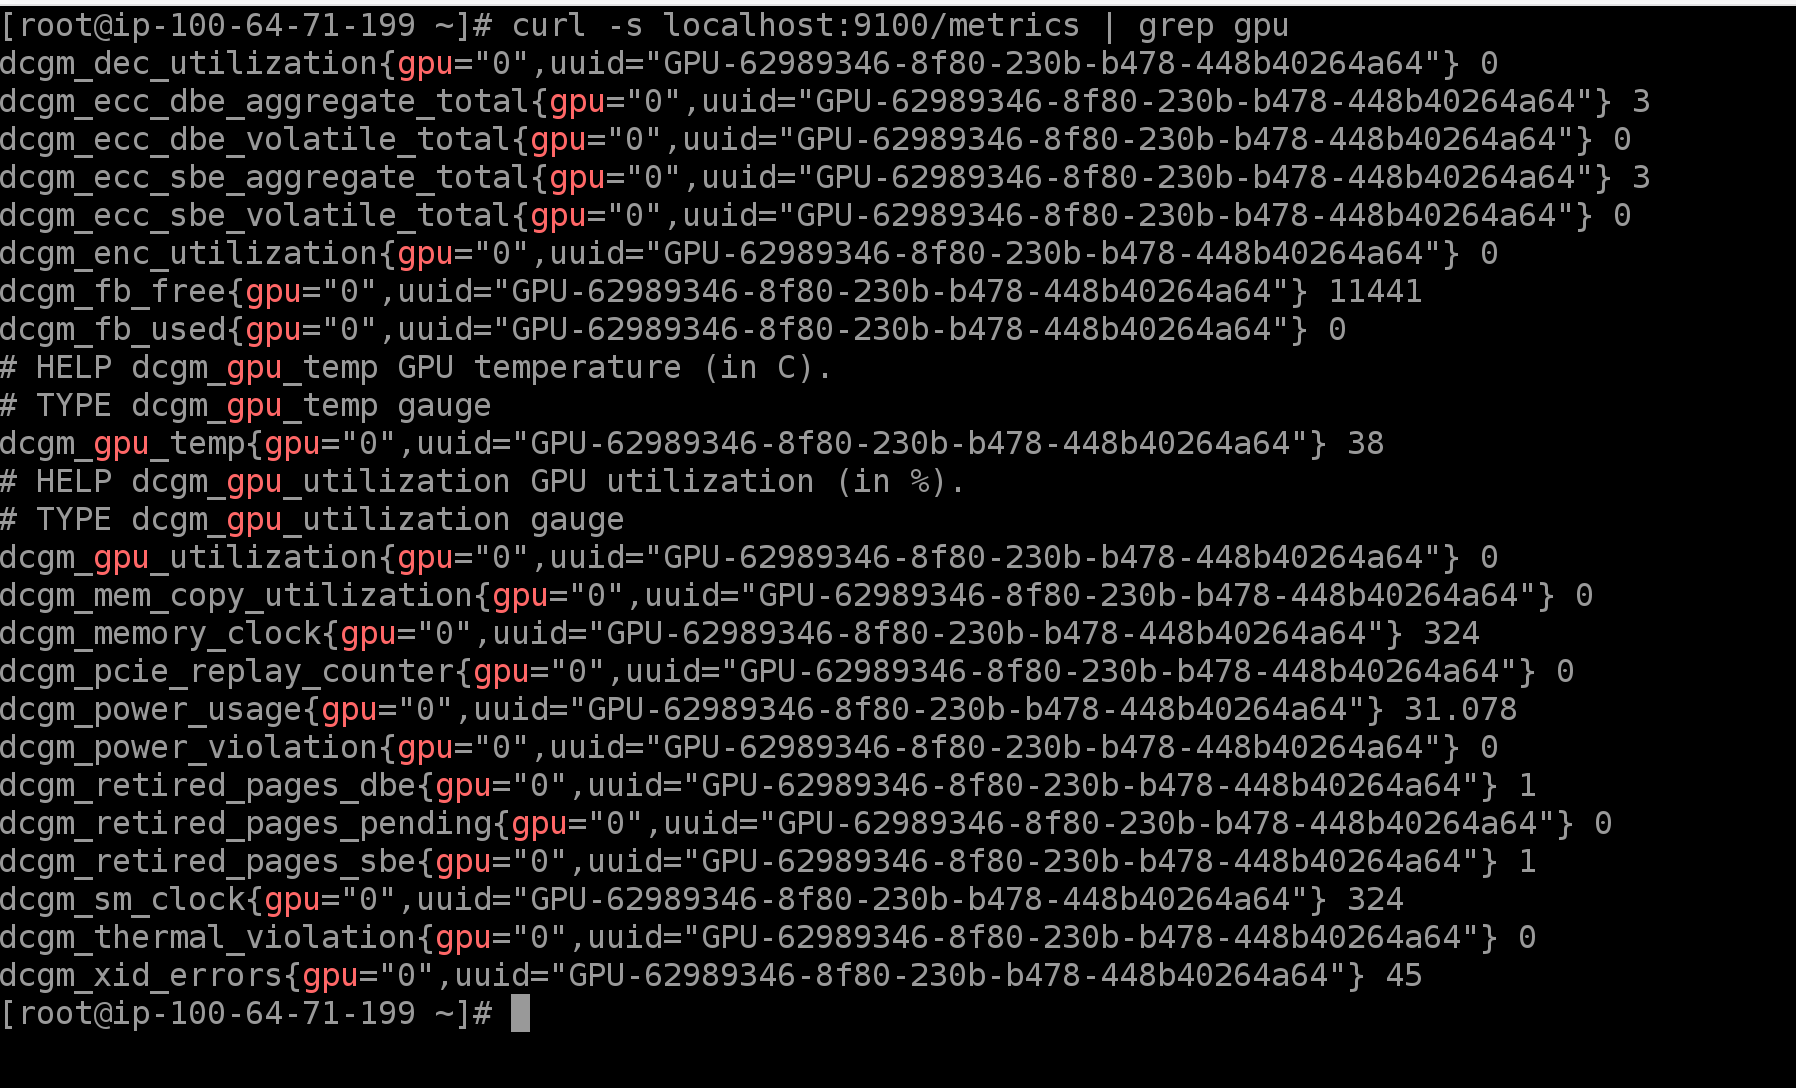 [root@ip-100-64-71-199 ~]# curl -s localhost:9100/metrics | grep gpu
dcgm_dec_utilization{gpu="0",uuid="GPU-62989346-8f80-230b-b478-448b40264a64"} 0
dcgm_ecc_dbe_aggregate_total{gpu="0",uuid="GPU-62989346-8f80-230b-b478-448b40264a64"} 3
dcgm_ecc_dbe_volatile_total{gpu="0",uuid="GPU-62989346-8f80-230b-b478-448b40264a64"} 0
dcgm_ecc_sbe_aggregate_total{gpu="0",uuid="GPU-62989346-8f80-230b-b478-448b40264a64"} 3
dcgm_ecc_sbe_volatile_total{gpu="0",uuid="GPU-62989346-8f80-230b-b478-448b40264a64"} 0
dcgm_enc_utilization{gpu="0",uuid="GPU-62989346-8f80-230b-b478-448b40264a64"} 0
dcgm_fb_free{gpu="0",uuid="GPU-62989346-8f80-230b-b478-448b40264a64"} 11441
dcgm_fb_used{gpu="0",uuid="GPU-62989346-8f80-230b-b478-448b40264a64"} 0
# HELP dcgm_gpu_temp GPU temperature (in C).
# TYPE dcgm_gpu_temp gauge
dcgm_gpu_temp{gpu="0",uuid="GPU-62989346-8f80-230b-b478-448b40264a64"} 38
# HELP dcgm_gpu_utilization GPU utilization (in %).
# TYPE dcgm_gpu_utilization gauge
dcgm_gpu_utilization{gpu="0",uuid="GPU-62989346-8f80-230b-b478-448b40264a64"} 0
dcgm_mem_copy_utilization{gpu="0",uuid="GPU-62989346-8f80-230b-b478-448b40264a64"} 0
dcgm_memory_clock{gpu="0",uuid="GPU-62989346-8f80-230b-b478-448b40264a64"} 324
dcgm_pcie_replay_counter{gpu="0",uuid="GPU-62989346-8f80-230b-b478-448b40264a64"} 0
dcgm_power_usage{gpu="0",uuid="GPU-62989346-8f80-230b-b478-448b40264a64"} 31.078
dcgm_power_violation{gpu="0",uuid="GPU-62989346-8f80-230b-b478-448b40264a64"} 0
dcgm_retired_pages_dbe{gpu="0",uuid="GPU-62989346-8f80-230b-b478-448b40264a64"} 1
dcgm_retired_pages_pending{gpu="0",uuid="GPU-62989346-8f80-230b-b478-448b40264a64"} 0
dcgm_retired_pages_sbe{gpu="0",uuid="GPU-62989346-8f80-230b-b478-448b40264a64"} 1
dcgm_sm_clock{gpu="0",uuid="GPU-62989346-8f80-230b-b478-448b40264a64"} 324
dcgm_thermal_violation{gpu="0",uuid="GPU-62989346-8f80-230b-b478-448b40264a64"} 0
dcgm_xid_errors{gpu="0",uuid="GPU-62989346-8f80-230b-b478-448b40264a64"} 45
[root@ip-100-64-71-199 ~]#